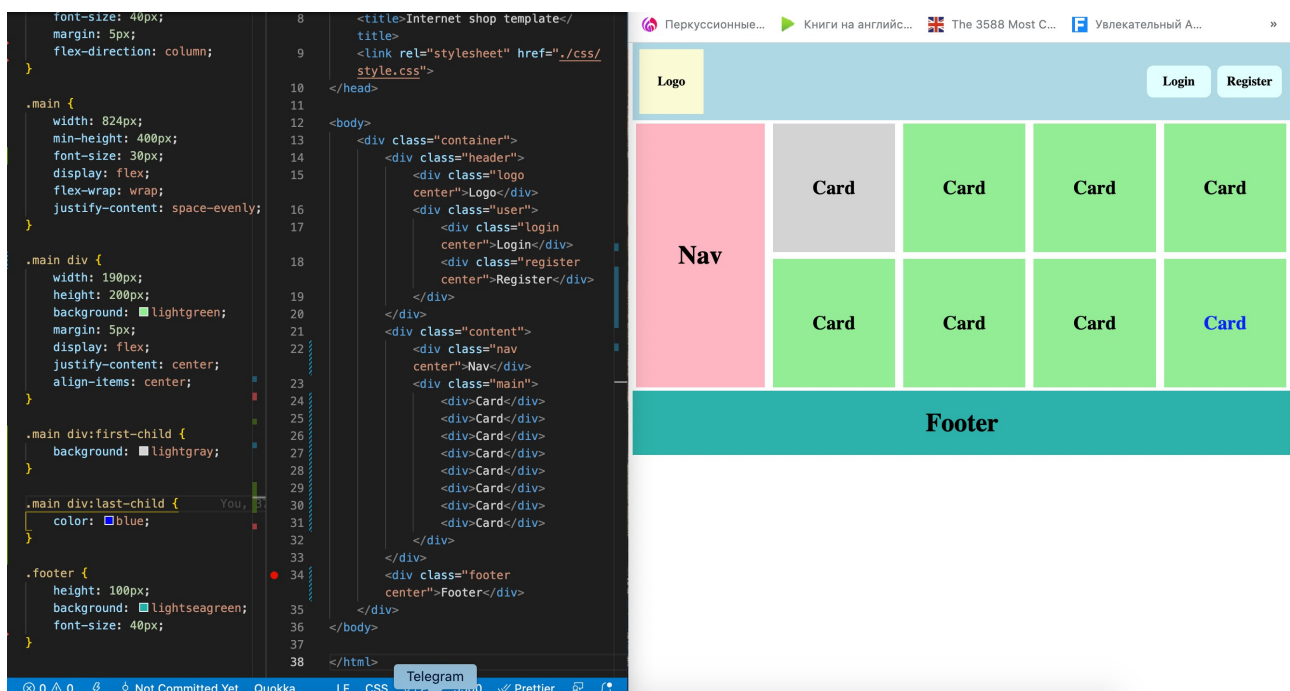 font-size: 40px;
margin: 5px;
flex-direction: column;
}
.main {
width: 824px;
min-height: 400px;
font-size: 30px;
display: flex;
flex-wrap: wrap;
justify-content: space-evenly;
}
.main div {
width: 190px;
height: 200px;
background: lightgreen;
margin: 5px;
display: flex;
justify-content: center;
align-items: center;
}
.main div:first-child {
background: lightgray;
}
.main div:last-child { You,
color: blue;
}
.footer {
height: 100px;
background: lightseagreen;
font-size: 40px;
}
8 <title>Internet shop template</
title>
9 <link rel="stylesheet" href="./css/
style.css">
10 </head>
11
12 <body>
13 <div class="container">
14 <div class="header">
15 <div class="logo
center">Logo</div>
16 <div class="user">
17 <div class="login
center">Login</div>
18 <div class="register
center">Register</div>
19 </div>
20 </div>
21 <div class="content">
22 <div class="nav
center">Nav</div>
23 <div class="main">
24 <div>Card</div>
25 <div>Card</div>
26 <div>Card</div>
27 <div>Card</div>
28 <div>Card</div>
29 <div>Card</div>
30 <div>Card</div>
31 <div>Card</div>
32 </div>
33 </div>
34 <div class="footer
center">Footer</div>
35 </div>
36 </body>
37
38 </html>
Telegram
0 0 Not Committed Yet Quokka LF CSS Prettier
Перкуссионные... Книги на английс... The 3588 Most C... Увлекательный А... »
Logo Login Register
Nav
Card Card Card Card
Card Card Card Card
Footer